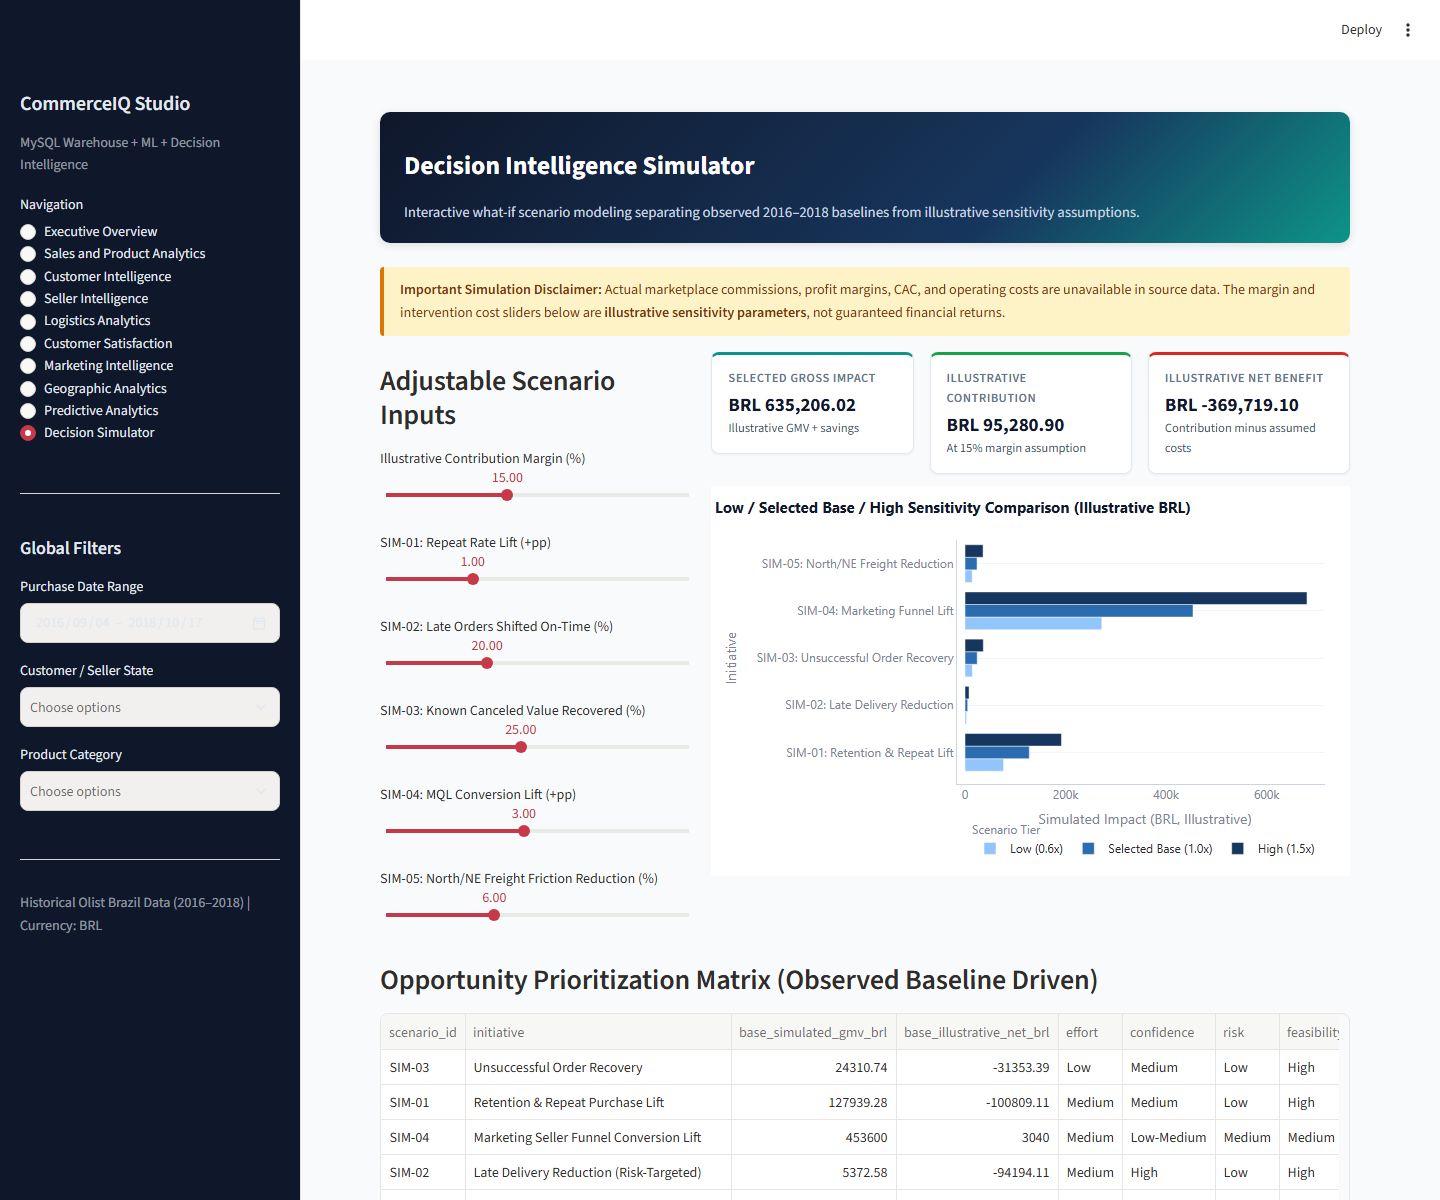 Deploy
CommerceIQ Studio
MySQL Warehouse + ML + Decision
Intelligence
Navigation
Executive Overview
Sales and Product Analytics
Customer Intelligence
Seller Intelligence
Logistics Analytics
Customer Satisfaction
Marketing Intelligence
Geographic Analytics
Predictive Analytics
Decision Simulator
Global Filters
Purchase Date Range
2016/09/04 – 2018/10/17
Customer / Seller State
Choose options
Product Category
Choose options
Historical Olist Brazil Data (2016–2018) |
Currency: BRL
Decision Intelligence Simulator
Interactive what-if scenario modeling separating observed 2016–2018 baselines from illustrative sensitivity assumptions.
Important Simulation Disclaimer: Actual marketplace commissions, profit margins, CAC, and operating costs are unavailable in source data. The margin and
intervention cost sliders below are illustrative sensitivity parameters, not guaranteed financial returns.
Adjustable Scenario
Inputs
Illustrative Contribution Margin (%)
15.00
SIM-01: Repeat Rate Lift (+pp)
1.00
SIM-02: Late Orders Shifted On-Time (%)
20.00
SIM-03: Known Canceled Value Recovered (%)
25.00
SIM-04: MQL Conversion Lift (+pp)
3.00
SIM-05: North/NE Freight Friction Reduction (%)
6.00
SELECTED GROSS IMPACT
BRL 635,206.02
Illustrative GMV + savings
ILLUSTRATIVE
CONTRIBUTION
BRL 95,280.90
At 15% margin assumption
ILLUSTRATIVE NET BENEFIT
BRL -369,719.10
Contribution minus assumed
costs
Low / Selected Base / High Sensitivity Comparison (Illustrative BRL)
Initiative
SIM-05: North/NE Freight Reduction
SIM-04: Marketing Funnel Lift
SIM-03: Unsuccessful Order Recovery
SIM-02: Late Delivery Reduction
SIM-01: Retention & Repeat Lift
0 200k 400k 600k
Simulated Impact (BRL, Illustrative)
Scenario Tier
Low (0.6x) Selected Base (1.0x) High (1.5x)
Opportunity Prioritization Matrix (Observed Baseline Driven)
scenario_id initiative base_simulated_gmv_brl base_illustrative_net_brl effort confidence risk feasibility
SIM-03 Unsuccessful Order Recovery 24310.74 -31353.39 Low Medium Low High
SIM-01 Retention & Repeat Purchase Lift 127939.28 -100809.11 Medium Medium Low High
SIM-04 Marketing Seller Funnel Conversion Lift 453600 3040 Medium Low-Medium Medium Medium
SIM-02 Late Delivery Reduction (Risk-Targeted) 5372.58 -94194.11 Medium High Low High